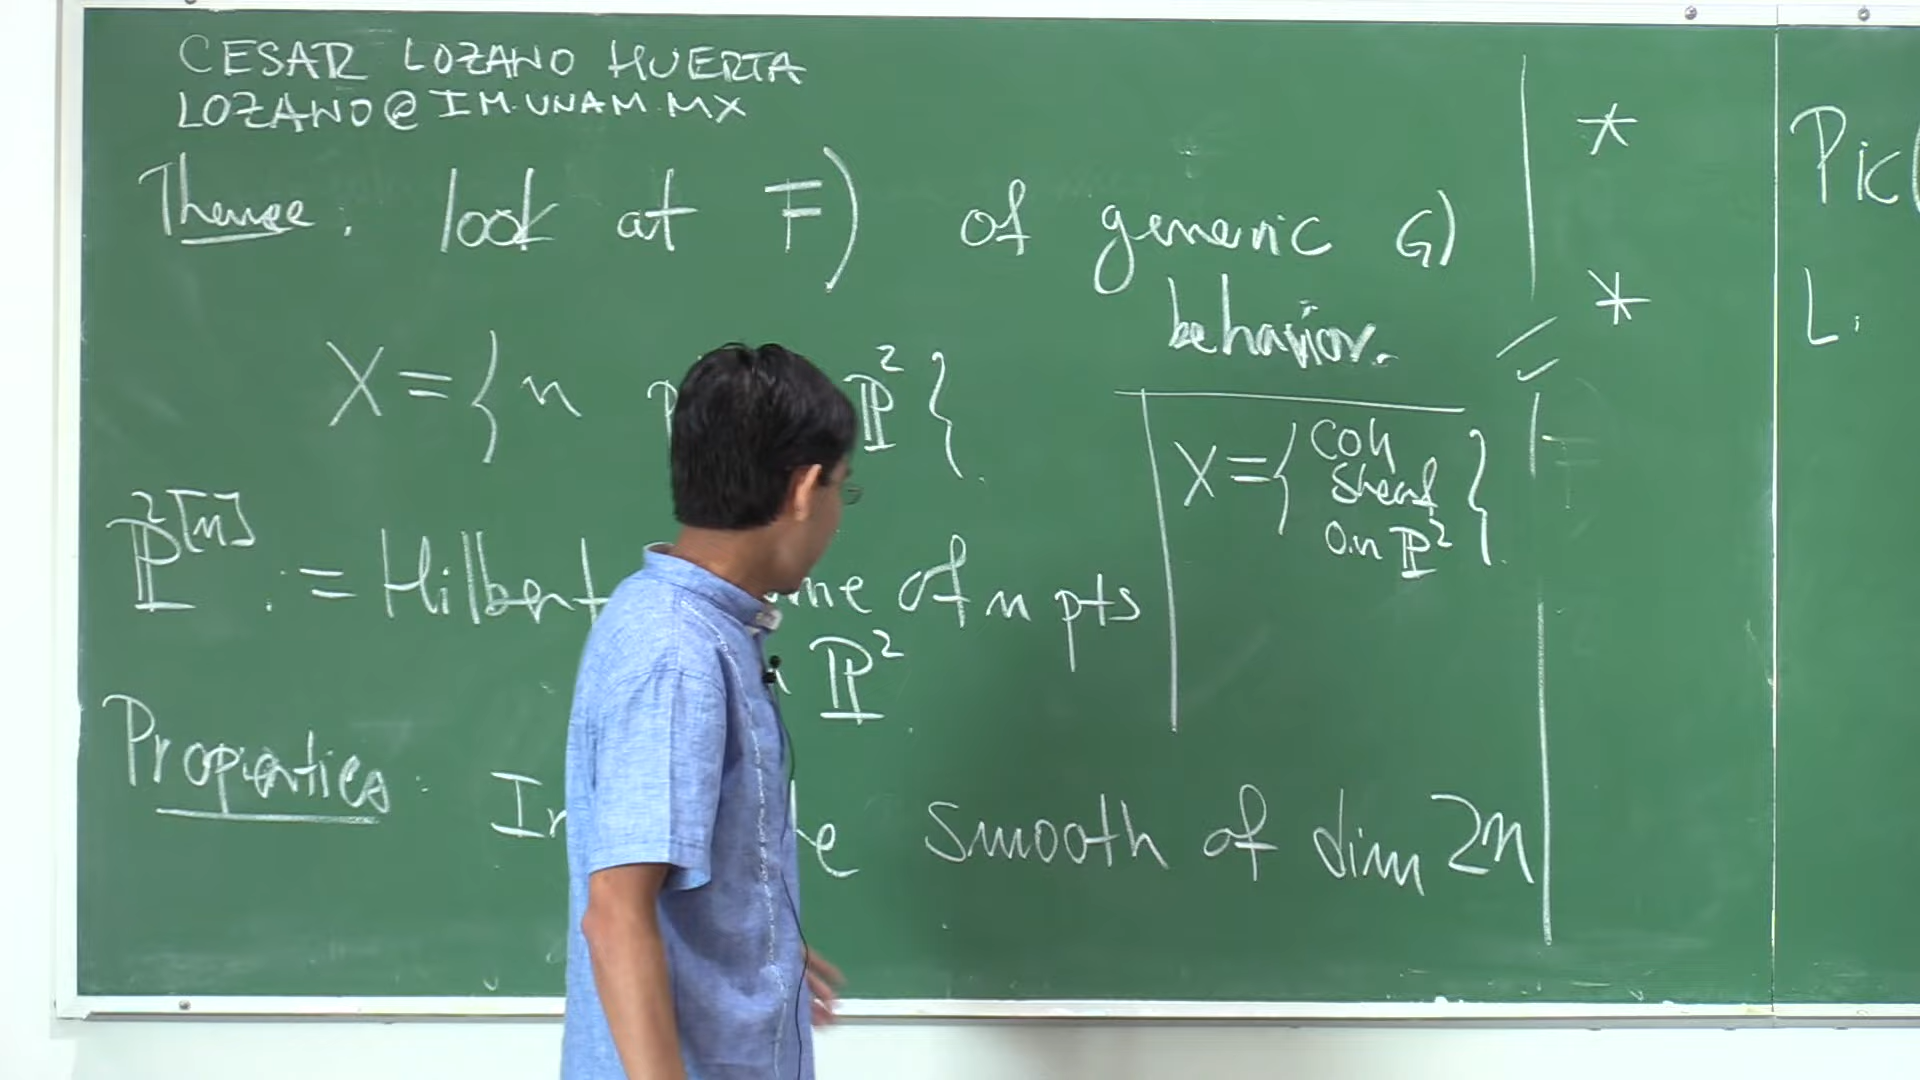 CESAR LOZANO HUERTA
LOZANO@IM.UNAM.MX
Theme: look at F) of generic G)
behavior.
X = { n P² }.
X = { coh
sheaf
on P² }.
P²[n] := Hilbert of n pts
P².
Properties: smooth of dim 2n
*
Pic(
*
L.